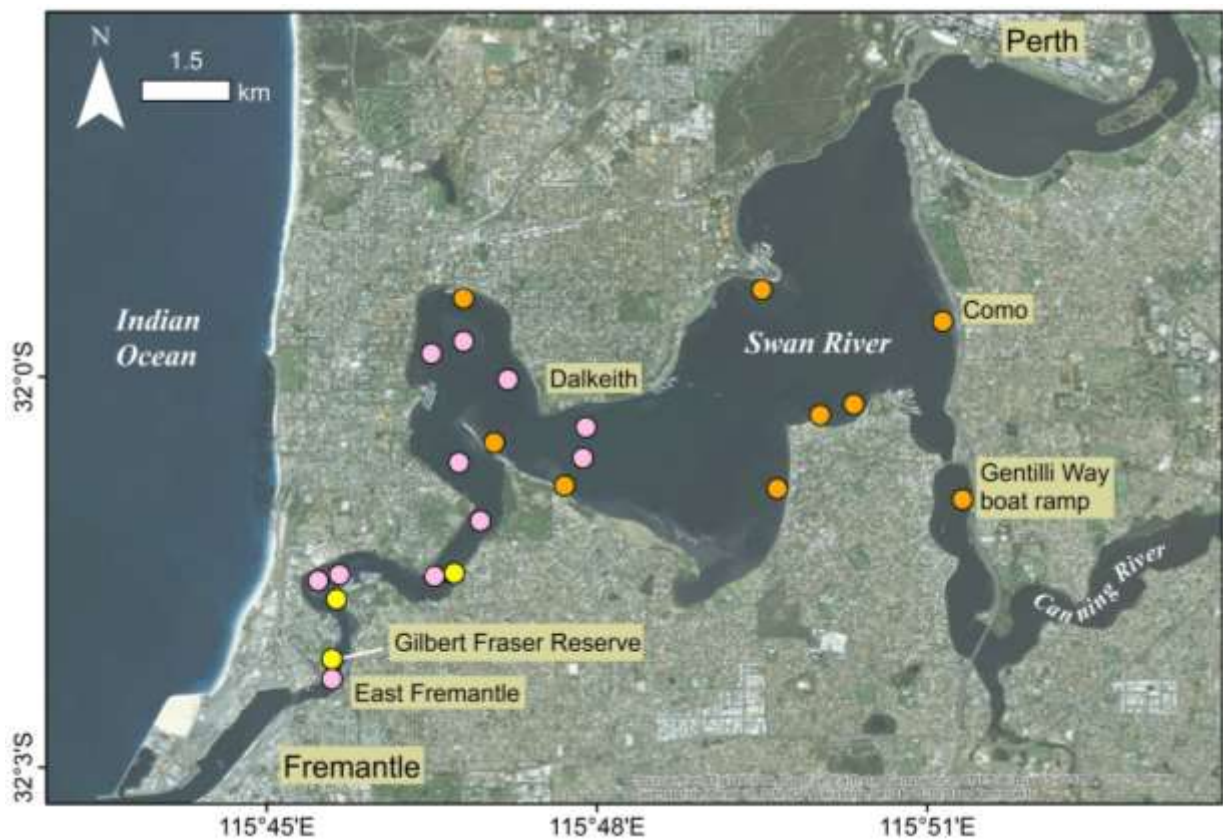 Perth
N
1.5
km
Indian
Ocean
Como
Swan River
32°0'S
Dalkeith
Gentilli Way
boat ramp
Canning River
Gilbert Fraser Reserve
East Fremantle
32°3'S
Fremantle
115°45'E
115°48'E
115°51'E